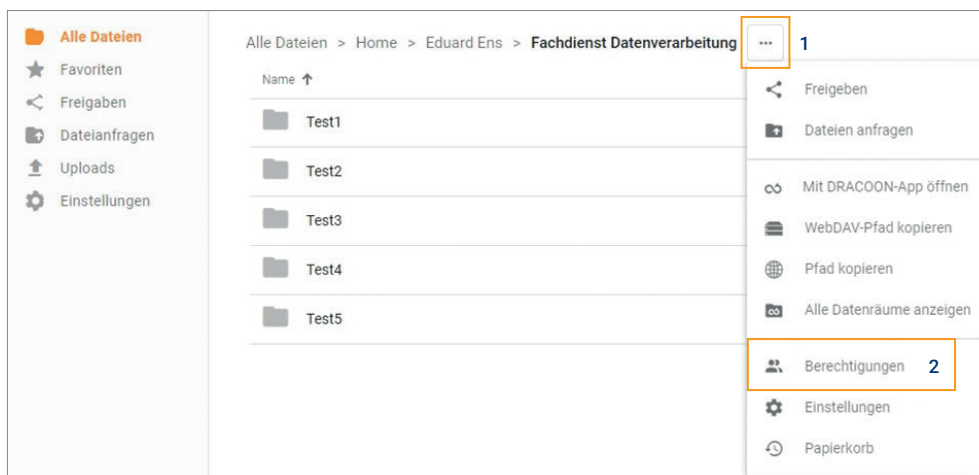 Alle Dateien
Favoriten
Freigaben
Dateianfragen
Uploads
Einstellungen
Alle Dateien > Home > Eduard Ens > Fachdienst Datenverarbeitung ... 1
Name ↑
Test1
Test2
Test3
Test4
Test5
Freigeben
Dateien anfragen
Mit DRACOON-App öffnen
WebDAV-Pfad kopieren
Pfad kopieren
Alle Datenräume anzeigen
Berechtigungen 2
Einstellungen
Papierkorb